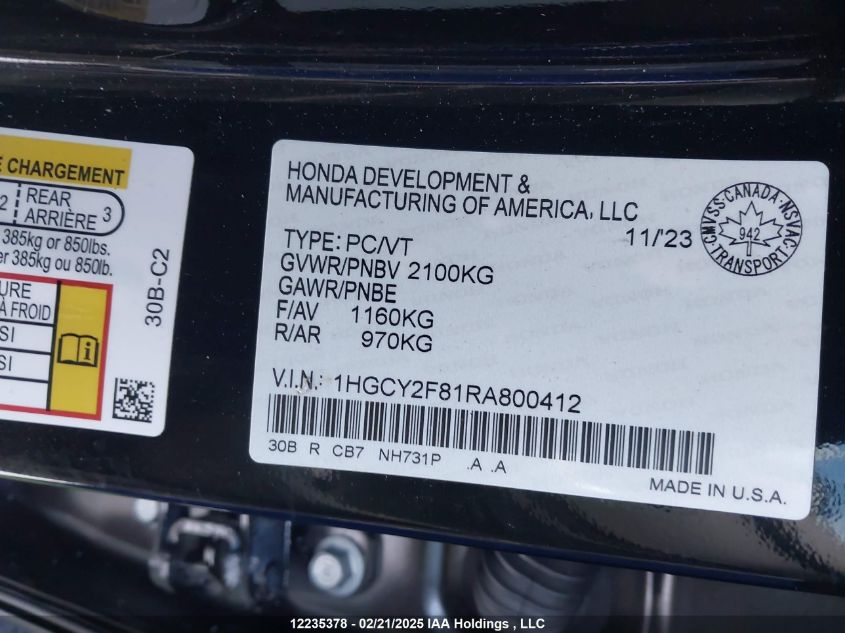 E CHARGEMENT
2
REAR
ARRIÈRE
3
385kg or 850lbs.
er 385kg ou 850lb.
URE
À FROID
SI
SI
30B-C2
HONDA DEVELOPMENT &
MANUFACTURING OF AMERICA, LLC
11/'23
TYPE: PC/VT
GVWR/PNBV 2100KG
GAWR/PNBE
F/AV 1160KG
R/AR 970KG
V.I.N.: 1HGCY2F81RA800412
30B R CB7 NH731P .A .A
MADE IN U.S.A.
CMVSS·CANADA·NSVAC
942
TRANSPORT
12235378 - 02/21/2025 IAA Holdings , LLC